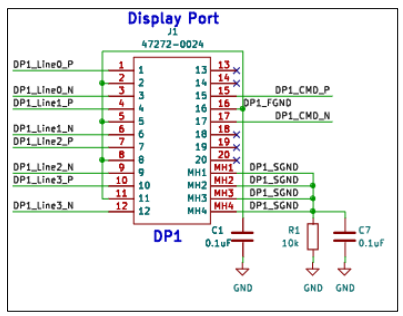 Display Port
J1
47272-0024
DP1_Line0_P 1 1 13 13
2 2 14 14
DP1_Line0_N 3 3 15 15 DP1_CMD_P
DP1_Line1_P 4 4 16 16 DP1_FGND
5 5 17 17 DP1_CMD_N
DP1_Line1_N 6 6 18 18
DP1_Line2_P 7 7 19 19
8 8 20 20
DP1_Line2_N 9 9 MH1 MH1 DP1_SGND
DP1_Line3_P 10 10 MH2 MH2 DP1_SGND
11 11 MH3 MH3 DP1_SGND
DP1_Line3_N 12 12 MH4 MH4 DP1_SGND
DP1
C1 R1 C7
0.1uF 10k 0.1uF
GND GND GND